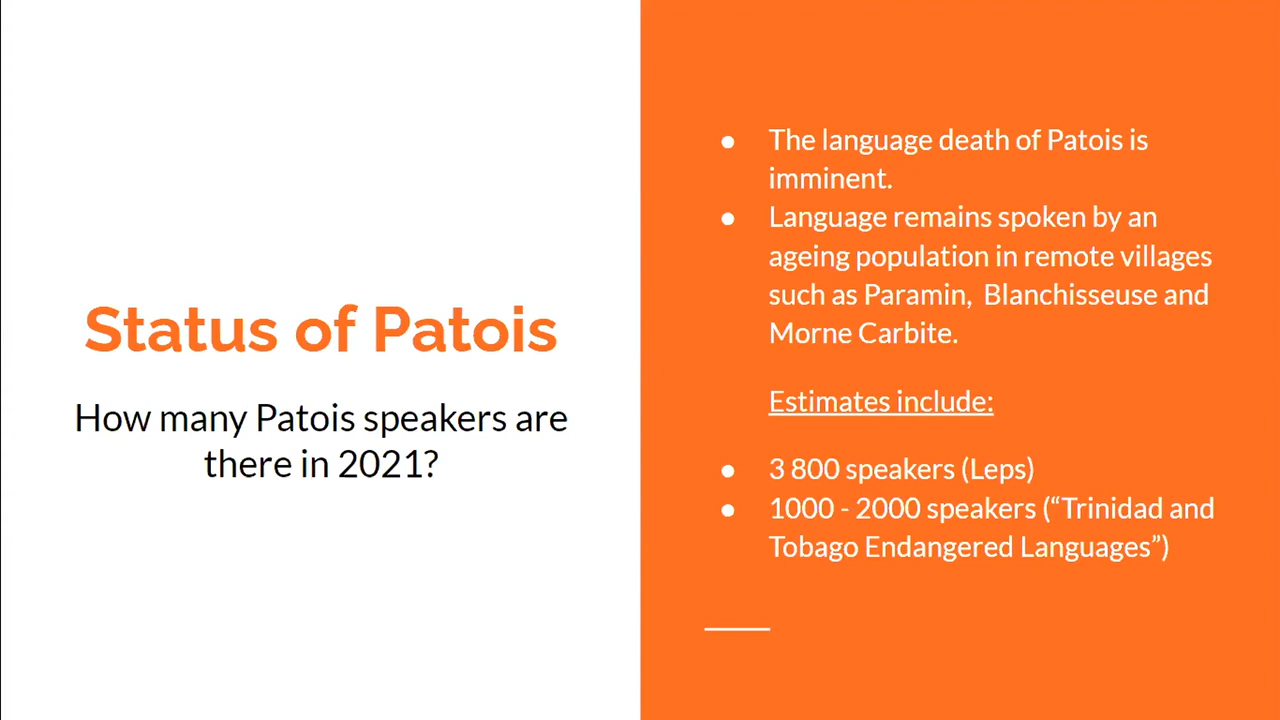 Status of Patois
How many Patois speakers are
there in 2021?
● The language death of Patois is
imminent.
● Language remains spoken by an
ageing population in remote villages
such as Paramin,  Blanchisseuse and
Morne Carbite.
Estimates include:
● 3 800 speakers (Leps)
● 1000 - 2000 speakers (“Trinidad and
Tobago Endangered Languages”)